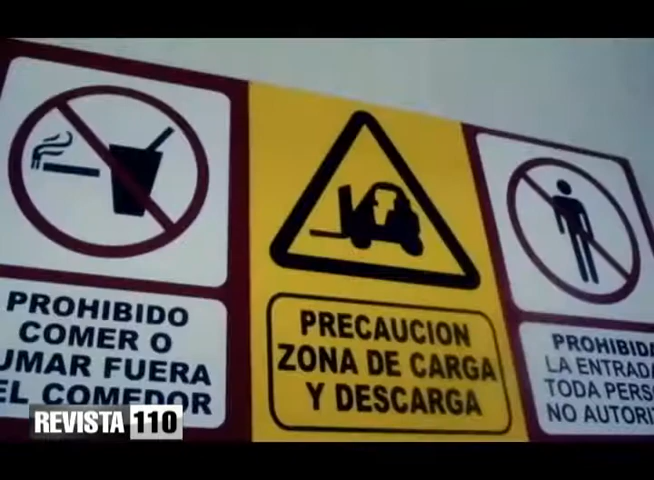 PROHIBIDO
COMER O
UMAR FUERA
EL COMEDOR
PRECAUCION
ZONA DE CARGA
Y DESCARGA
PROHIBIDA
LA ENTRADA
TODA PERS
NO AUTORI
REVISTA 110